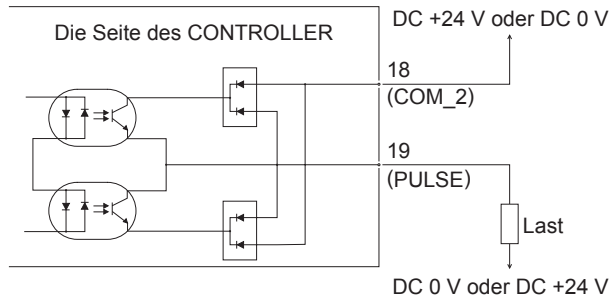 DC +24 V oder DC 0 V
Die Seite des CONTROLLER
18
(COM_2)
19
(PULSE)
Last
DC 0 V oder DC +24 V